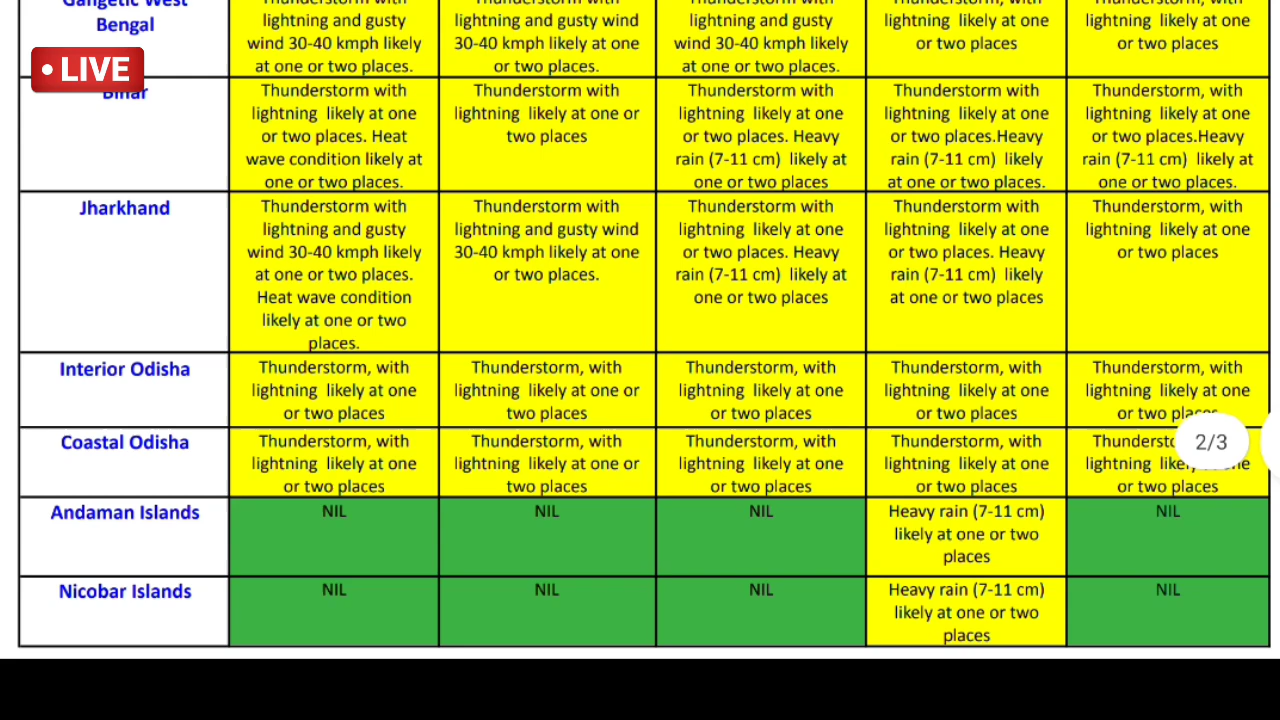 Gangetic West
Bengal
Thunderstorm with
lightning and gusty
wind 30-40 kmph likely
at one or two places.
Thunderstorm with
lightning and gusty wind
30-40 kmph likely at one
or two places.
Thunderstorm with
lightning and gusty
wind 30-40 kmph likely
at one or two places.
Thunderstorm, with
lightning likely at one
or two places
Thunderstorm, with
lightning likely at one
or two places
• LIVE
Bihar
Thunderstorm with
lightning likely at one
or two places. Heat
wave condition likely at
one or two places.
Thunderstorm with
lightning likely at one or
two places
Thunderstorm with
lightning likely at one
or two places. Heavy
rain (7-11 cm) likely at
one or two places
Thunderstorm with
lightning likely at one
or two places.Heavy
rain (7-11 cm) likely
at one or two places.
Thunderstorm, with
lightning likely at one
or two places.Heavy
rain (7-11 cm) likely at
one or two places.
Jharkhand
Thunderstorm with
lightning and gusty
wind 30-40 kmph likely
at one or two places.
Heat wave condition
likely at one or two
places.
Thunderstorm with
lightning and gusty wind
30-40 kmph likely at one
or two places.
Thunderstorm with
lightning likely at one
or two places. Heavy
rain (7-11 cm) likely at
one or two places
Thunderstorm with
lightning likely at one
or two places. Heavy
rain (7-11 cm) likely
at one or two places
Thunderstorm, with
lightning likely at one
or two places
Interior Odisha
Thunderstorm, with
lightning likely at one
or two places
Thunderstorm, with
lightning likely at one or
two places
Thunderstorm, with
lightning likely at one
or two places
Thunderstorm, with
lightning likely at one
or two places
Thunderstorm, with
lightning likely at one
or two places
Coastal Odisha
Thunderstorm, with
lightning likely at one
or two places
Thunderstorm, with
lightning likely at one or
two places
Thunderstorm, with
lightning likely at one
or two places
Thunderstorm, with
lightning likely at one
or two places
lightning likely
or two places
2/3
Andaman Islands
NIL
NIL
NIL
Heavy rain (7-11 cm)
likely at one or two
places
NIL
Nicobar Islands
NIL
NIL
NIL
Heavy rain (7-11 cm)
likely at one or two
places
NIL